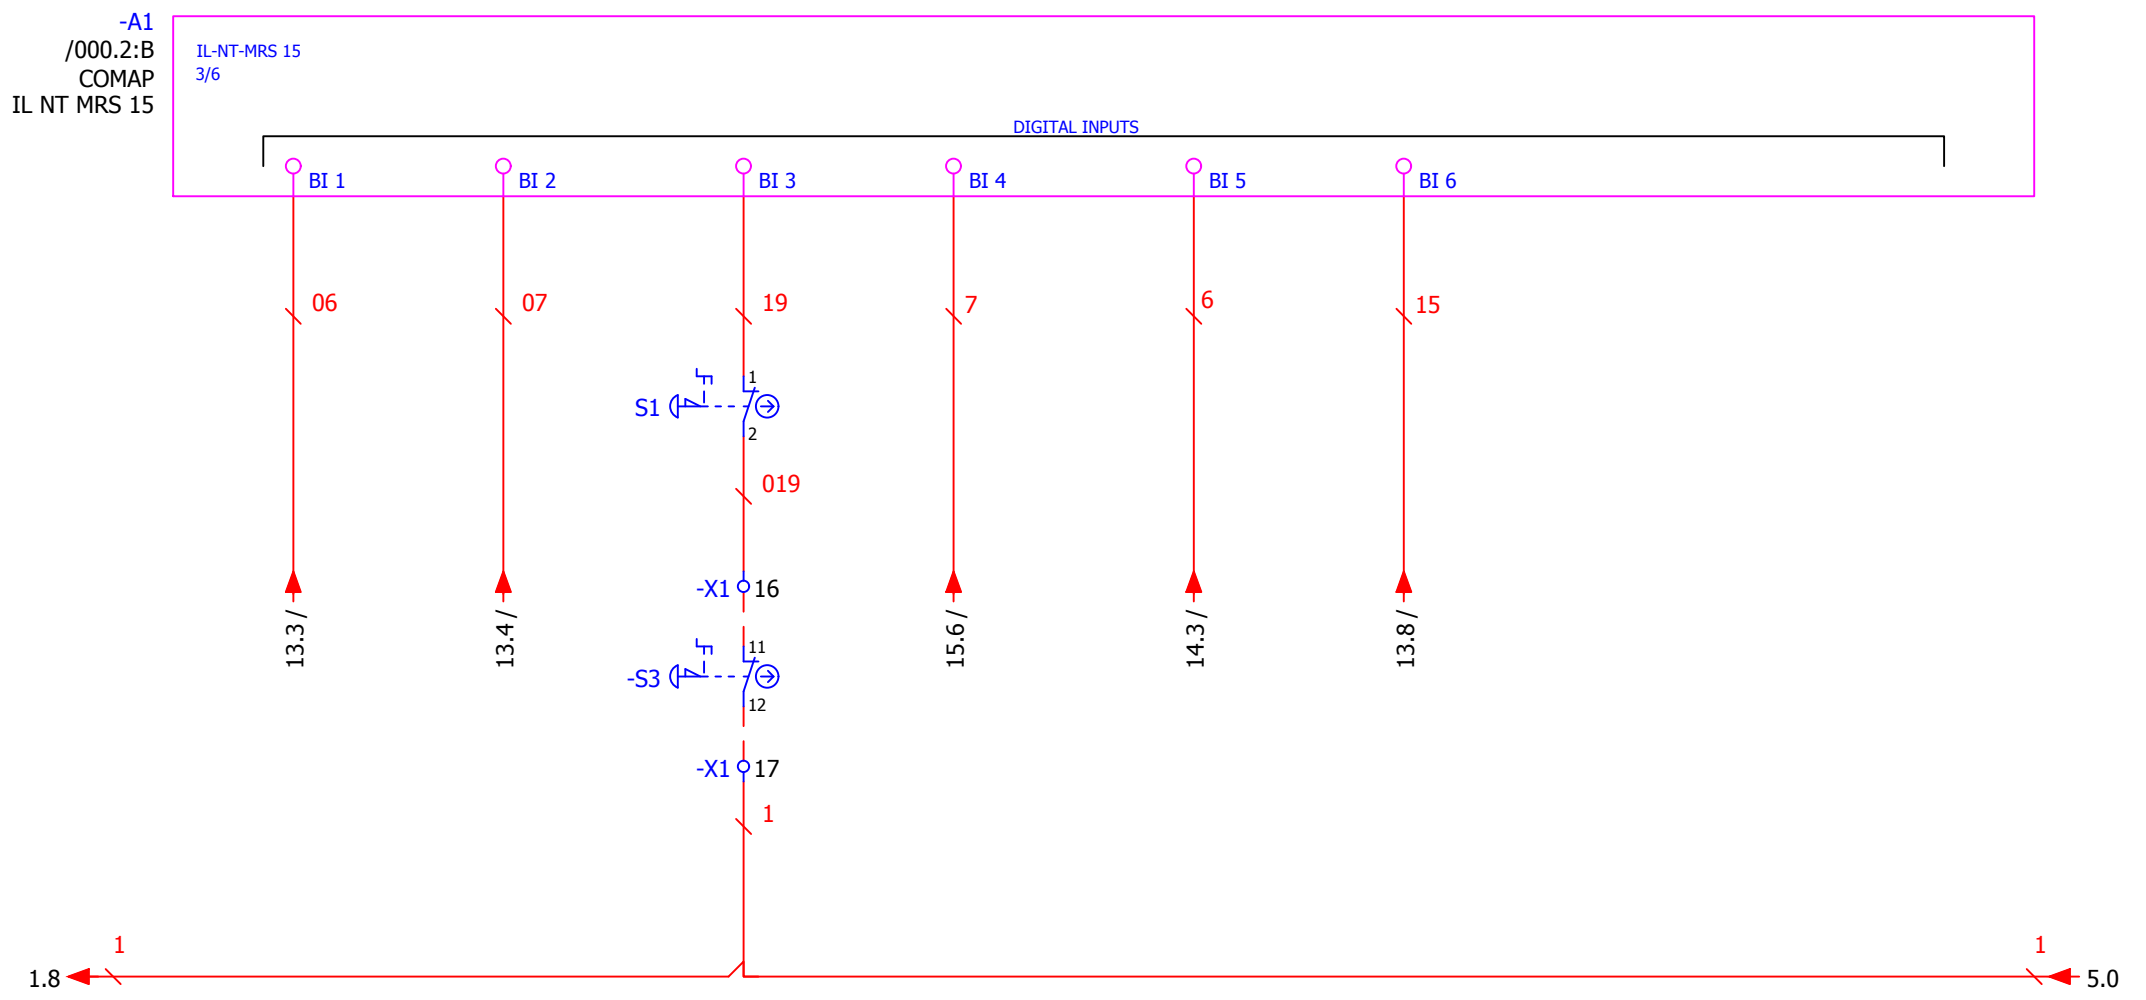 -A1
/000.2:B
COMAP
IL NT MRS 15
IL-NT-MRS 15
3/6
DIGITAL INPUTS
BI 1
BI 2
BI 3
BI 4
BI 5
BI 6
06
07
19
7
6
15
1
S1
2
019
-X1 16
13.3 /
13.4 /
15.6 /
14.3 /
13.8 /
11
-S3
12
-X1 17
1
1
1
1.8
5.0